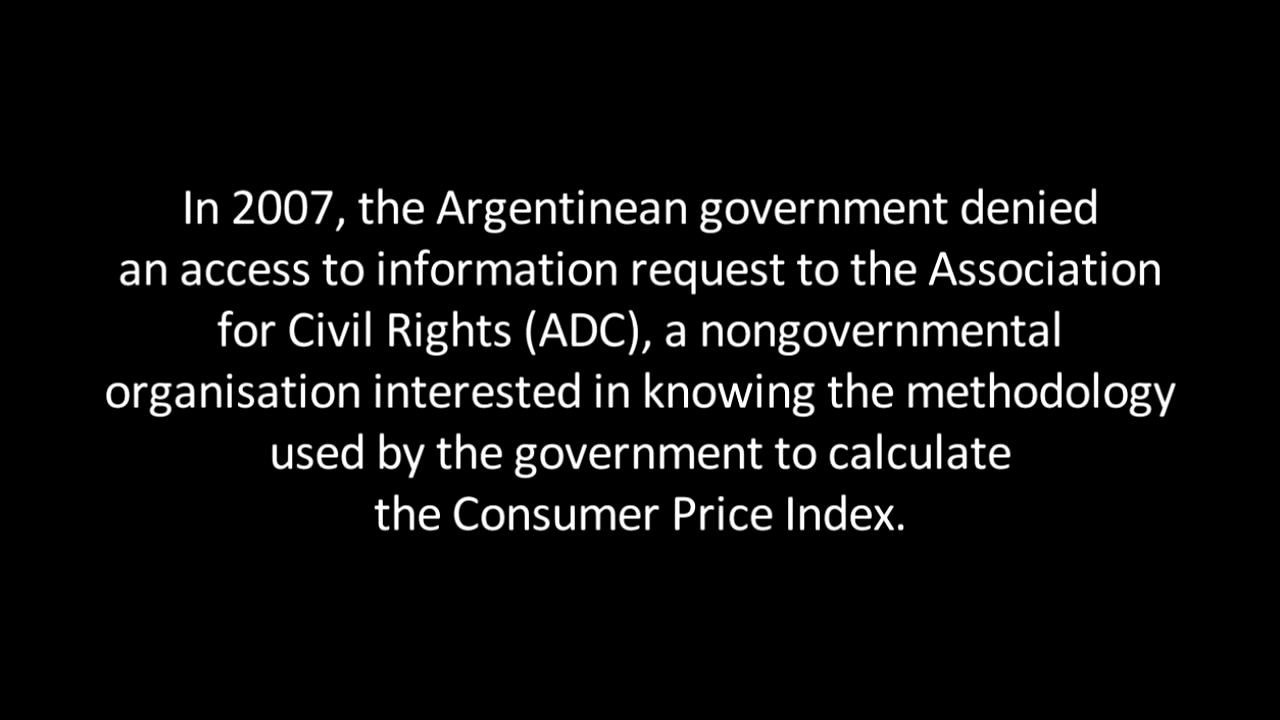 In 2007, the Argentinean government denied
an access to information request to the Association
for Civil Rights (ADC), a nongovernmental
organisation interested in knowing the methodology
used by the government to calculate
the Consumer Price Index.